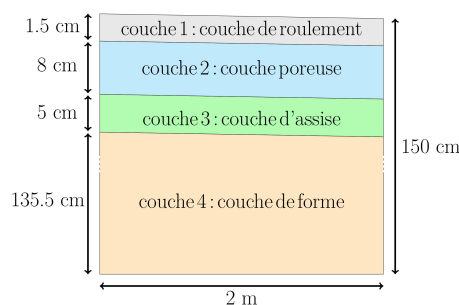 1.5 cm
couche 1 : couche de roulement
8 cm
couche 2 : couche poreuse
5 cm
couche 3 : couche d'assise
150 cm
135.5 cm
couche 4 : couche de forme
2 m